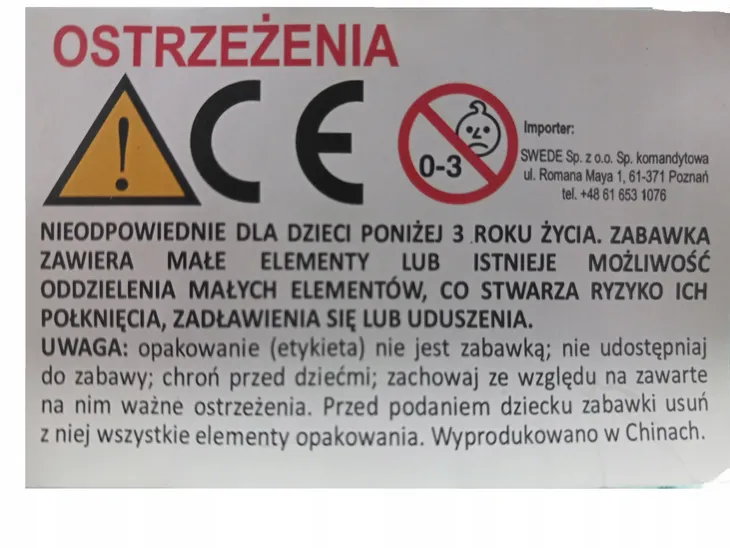 OSTRZEŻENIA
CE
0-3
Importer:
SWEDE Sp. z o.o. Sp. komandytowa
ul. Romana Maya 1, 61-371 Poznań
tel. +48 61 653 1076
NIEODPOWIEDNIE DLA DZIECI PONIŻEJ 3 ROKU ŻYCIA. ZABAWKA
ZAWIERA MAŁE ELEMENTY LUB ISTNIEJE MOŻLIWOŚĆ
ODDZIELENIA MAŁYCH ELEMENTÓW, CO STWARZA RYZYKO ICH
POŁKNIĘCIA, ZADŁAWIENIA SIĘ LUB UDUSZENIA.
UWAGA: opakowanie (etykieta) nie jest zabawką; nie udostępniaj
do zabawy; chroń przed dziećmi; zachowaj ze względu na zawarte
na nim ważne ostrzeżenia. Przed podaniem dziecku zabawki usuń
z niej wszystkie elementy opakowania. Wyprodukowano w Chinach.